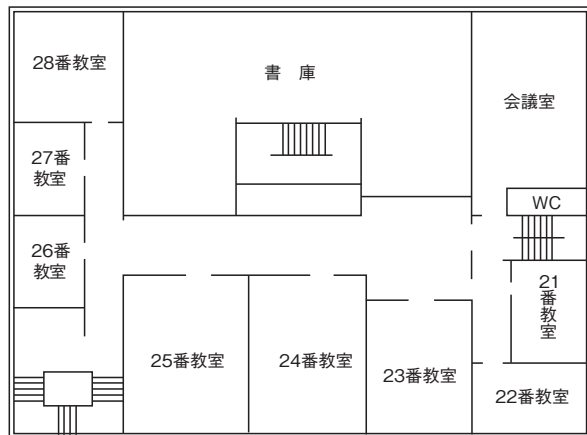 28番教室
書 庫
会議室
27番
教室
WC
26番
教室
21
番
教
室
25番教室
24番教室
23番教室
22番教室